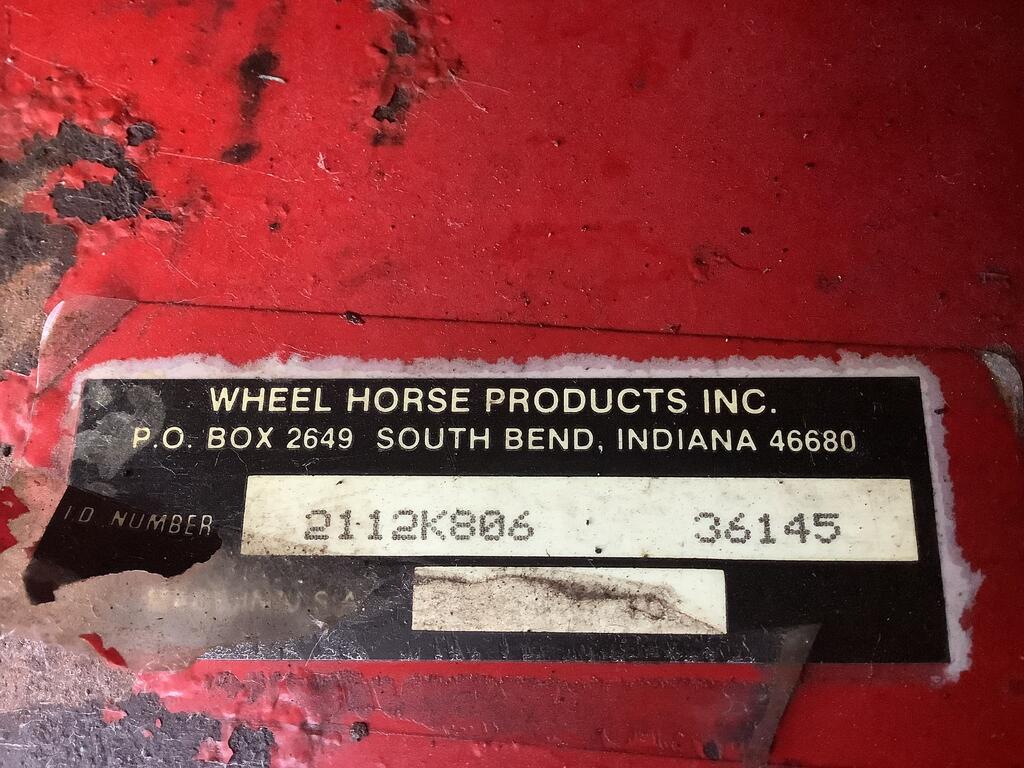 WHEEL HORSE PRODUCTS INC.
P.O. BOX 2649 SOUTH BEND, INDIANA 46680
I.D. NUMBER 2112K806 36145